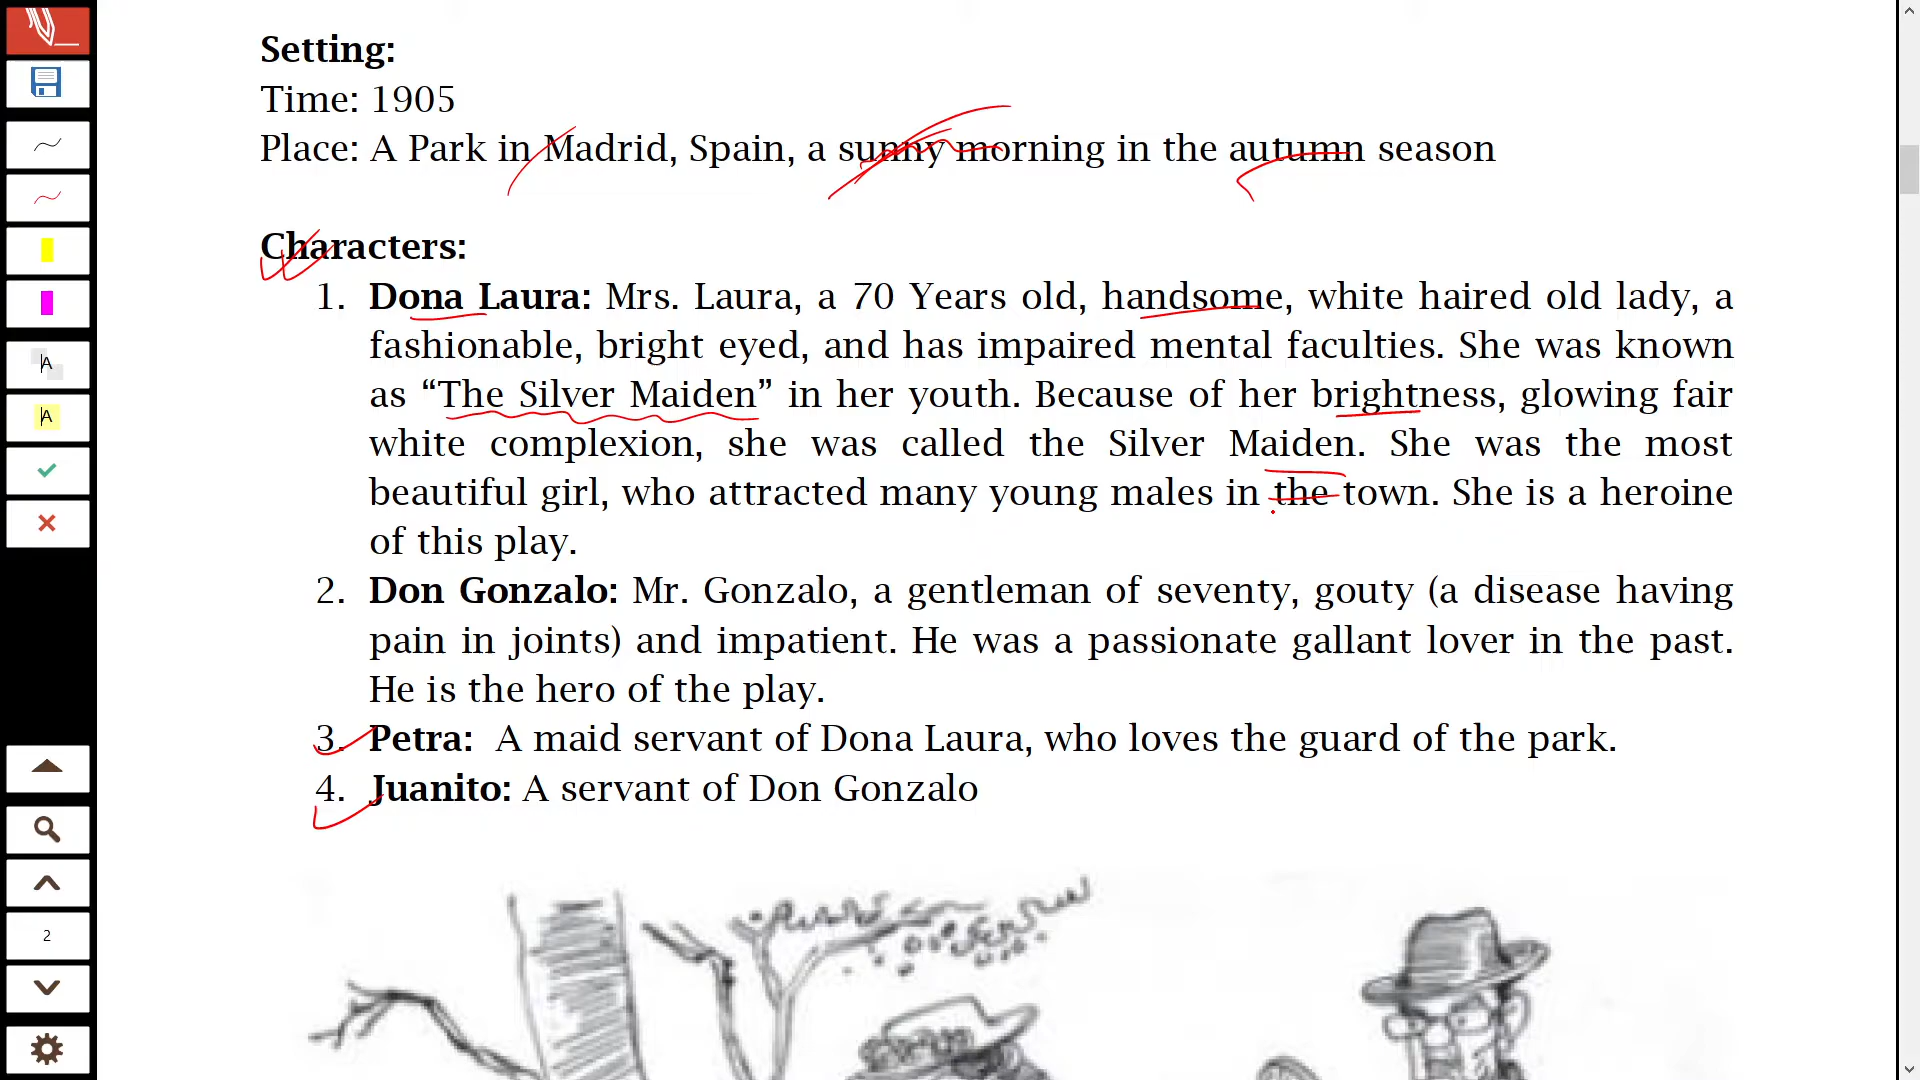 Setting:
Time: 1905
Place: A Park in Madrid, Spain, a sunny morning in the autumn season
Characters:
1. Dona Laura: Mrs. Laura, a 70 Years old, handsome, white haired old lady, a
fashionable, bright eyed, and has impaired mental faculties. She was known
as “The Silver Maiden” in her youth. Because of her brightness, glowing fair
white complexion, she was called the Silver Maiden. She was the most
beautiful girl, who attracted many young males in the town. She is a heroine
of this play.
2. Don Gonzalo: Mr. Gonzalo, a gentleman of seventy, gouty (a disease having
pain in joints) and impatient. He was a passionate gallant lover in the past.
He is the hero of the play.
3. Petra: A maid servant of Dona Laura, who loves the guard of the park.
4. Juanito: A servant of Don Gonzalo
A
A
2